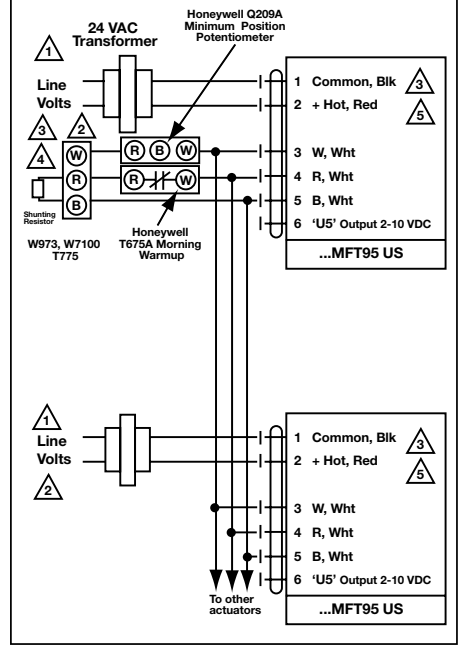 Honeywell Q209A
Minimum Position
Potentiometer
24 VAC
Transformer
1
Line
Volts
1 Common, Blk
3
2 + Hot, Red
5
3
2
4
W
R
B
Shunting
Resistor
R B W
R W
3 W, Wht
4 R, Wht
5 B, Wht
6 'U5' Output 2-10 VDC
W973, W7100
T775
Honeywell
T675A Morning
Warmup
...MFT95 US
1
Line
Volts
2
1 Common, Blk
3
2 + Hot, Red
5
3 W, Wht
4 R, Wht
5 B, Wht
6 'U5' Output 2-10 VDC
To other
actuators
...MFT95 US